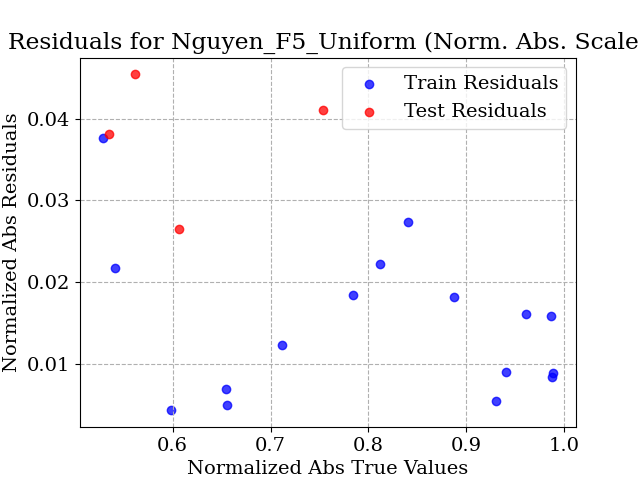 Residuals for Nguyen_F5_Uniform (Norm. Abs. Scale
Train Residuals
Test Residuals
Normalized Abs Residuals
0.04
0.03
0.02
0.01
0.6 0.7 0.8 0.9 1.0
Normalized Abs True Values